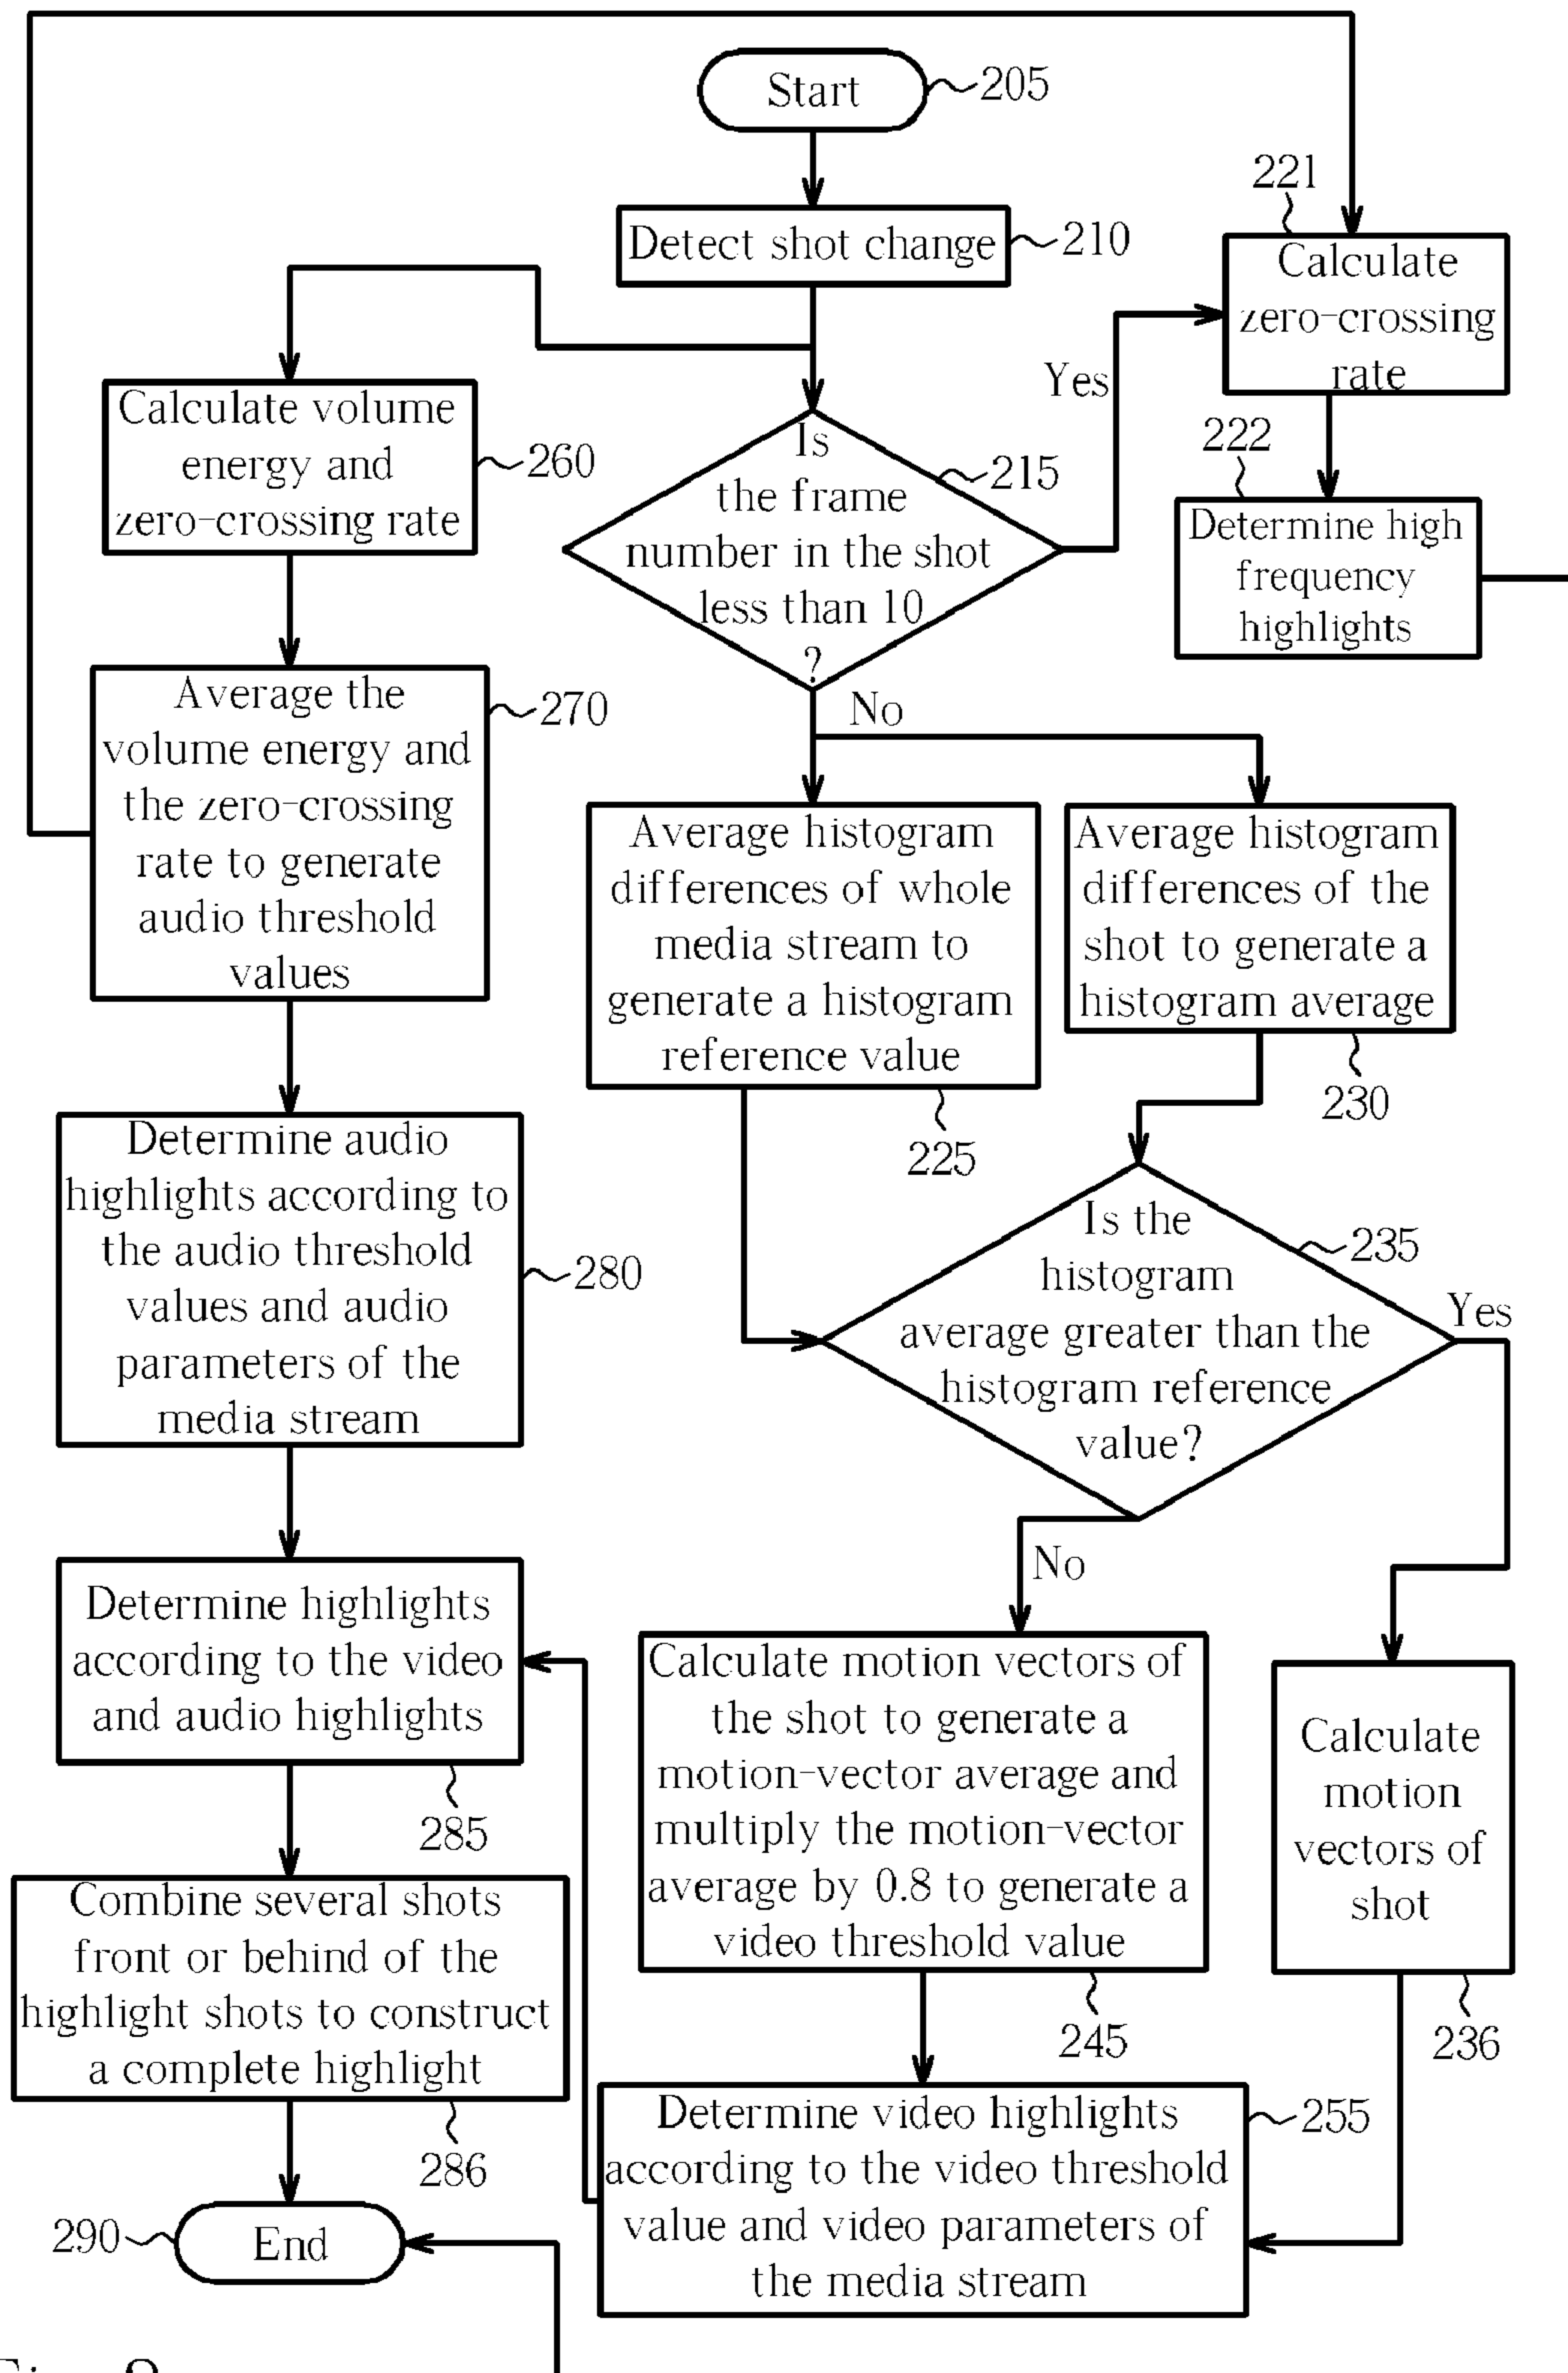 Start
205
Detect shot change
210
221
Calculate
zero-crossing
rate
Yes
222
Determine high
frequency
highlights
Calculate volume
energy and
zero-crossing rate
260
Is
the frame
number in the shot
less than 10
?
215
No
Average the
volume energy and
the zero-crossing
rate to generate
audio threshold
values
270
Average histogram
differences of whole
media stream to
generate a histogram
reference value
225
Average histogram
differences of the
shot to generate a
histogram average
230
Determine audio
highlights according to
the audio threshold
values and audio
parameters of the
media stream
280
Is the
histogram
average greater than the
histogram reference
value?
235
Yes
No
Determine highlights
according to the video
and audio highlights
285
Calculate motion vectors of
the shot to generate a
motion-vector average and
multiply the motion-vector
average by 0.8 to generate a
video threshold value
245
Calculate
motion
vectors of
shot
236
Combine several shots
front or behind of the
highlight shots to construct
a complete highlight
286
Determine video highlights
according to the video threshold
value and video parameters of
the media stream
255
290
End